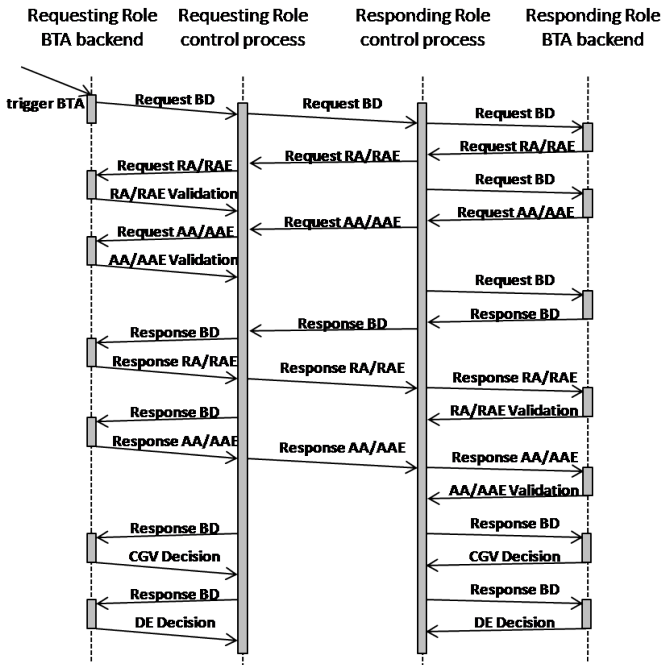 Requesting Role Requesting Role Responding Role Responding Role
BTA backend control process control process BTA backend
trigger BTA Request BD Request BD Request BD
Request RA/RAE Request RA/RAE Request RA/RAE
RA/RAE Validation Request BD
Request AA/AAE Request AA/AAE Request AA/AAE
AA/AAE Validation
Request BD
Response BD Response BD Response BD
Response RA/RAE Response RA/RAE Response RA/RAE
Response BD RA/RAE Validation
Response AA/AAE Response AA/AAE Response AA/AAE
AA/AAE Validation
Response BD Response BD
CGV Decision CGV Decision
Response BD Response BD
DE Decision DE Decision